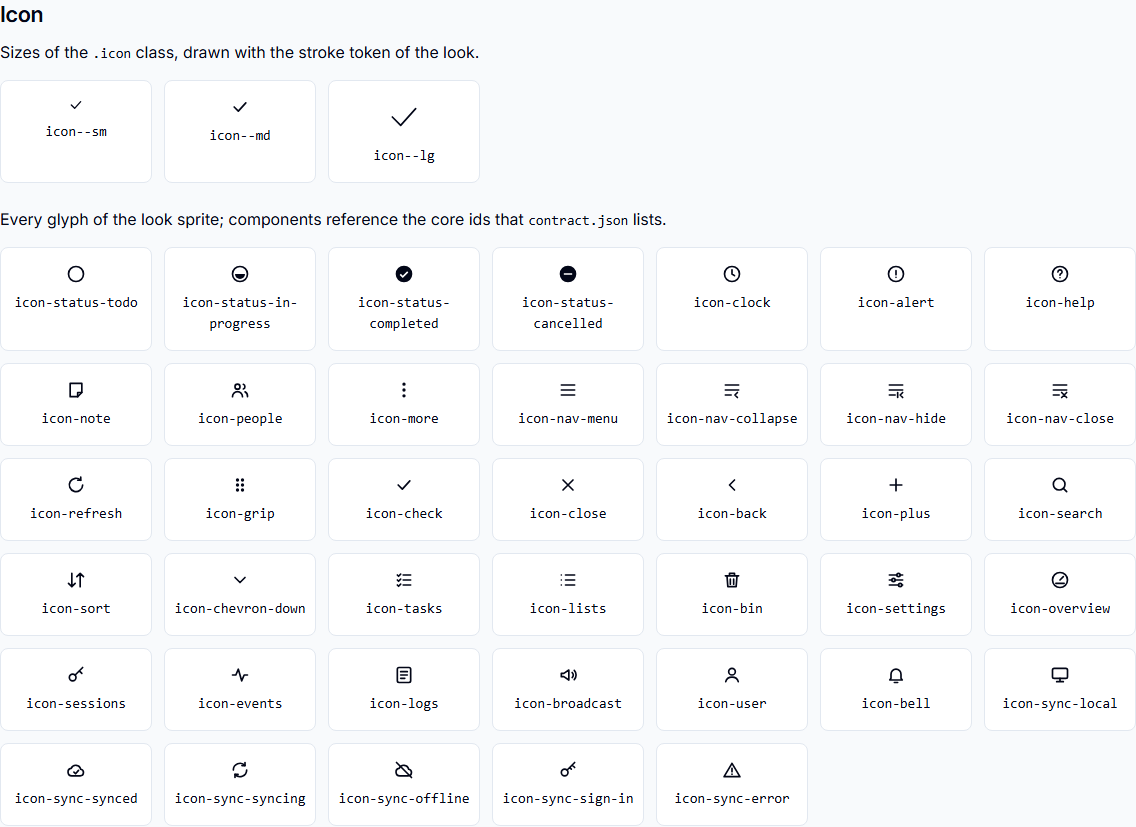 Icon
Sizes of the .icon class, drawn with the stroke token of the look.
icon--sm
icon--md
icon--lg
Every glyph of the look sprite; components reference the core ids that contract.json lists.
icon-status-todo
icon-status-in-
progress
icon-status-
completed
icon-status-
cancelled
icon-clock
icon-alert
icon-help
icon-note
icon-people
icon-more
icon-nav-menu
icon-nav-collapse
icon-nav-hide
icon-nav-close
icon-refresh
icon-grip
icon-check
icon-close
icon-back
icon-plus
icon-search
icon-sort
icon-chevron-down
icon-tasks
icon-lists
icon-bin
icon-settings
icon-overview
icon-sessions
icon-events
icon-logs
icon-broadcast
icon-user
icon-bell
icon-sync-local
icon-sync-synced
icon-sync-syncing
icon-sync-offline
icon-sync-sign-in
icon-sync-error